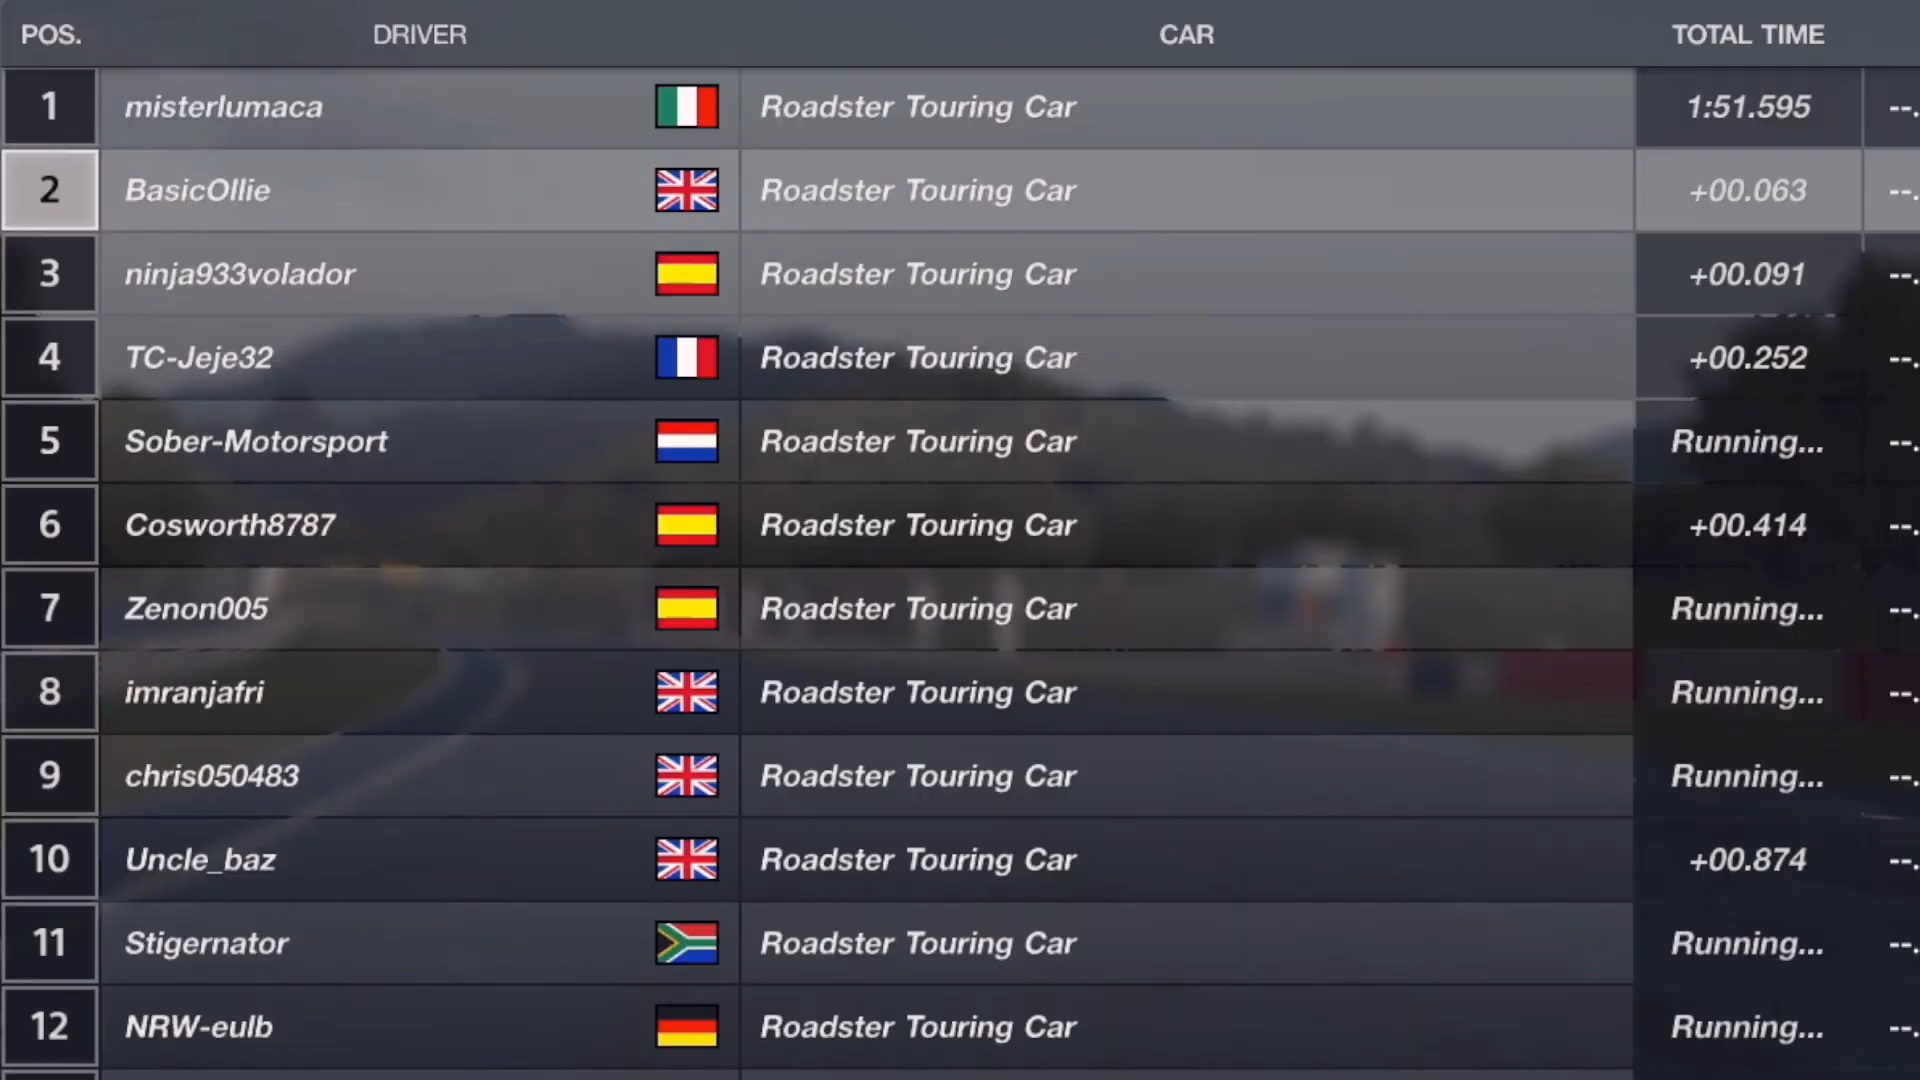 POS. DRIVER CAR TOTAL TIME
1 misterlumaca Roadster Touring Car 1:51.595 --.
2 BasicOllie Roadster Touring Car +00.063 --.
3 ninja933volador Roadster Touring Car +00.091 --.
4 TC-Jeje32 Roadster Touring Car +00.252 --.
5 Sober-Motorsport Roadster Touring Car Running... --.
6 Cosworth8787 Roadster Touring Car +00.414 --.
7 Zenon005 Roadster Touring Car Running... --.
8 imranjafri Roadster Touring Car Running... --.
9 chris050483 Roadster Touring Car Running... --.
10 Uncle_baz Roadster Touring Car +00.874 --.
11 Stigernator Roadster Touring Car Running... --.
12 NRW-eulb Roadster Touring Car Running... --.